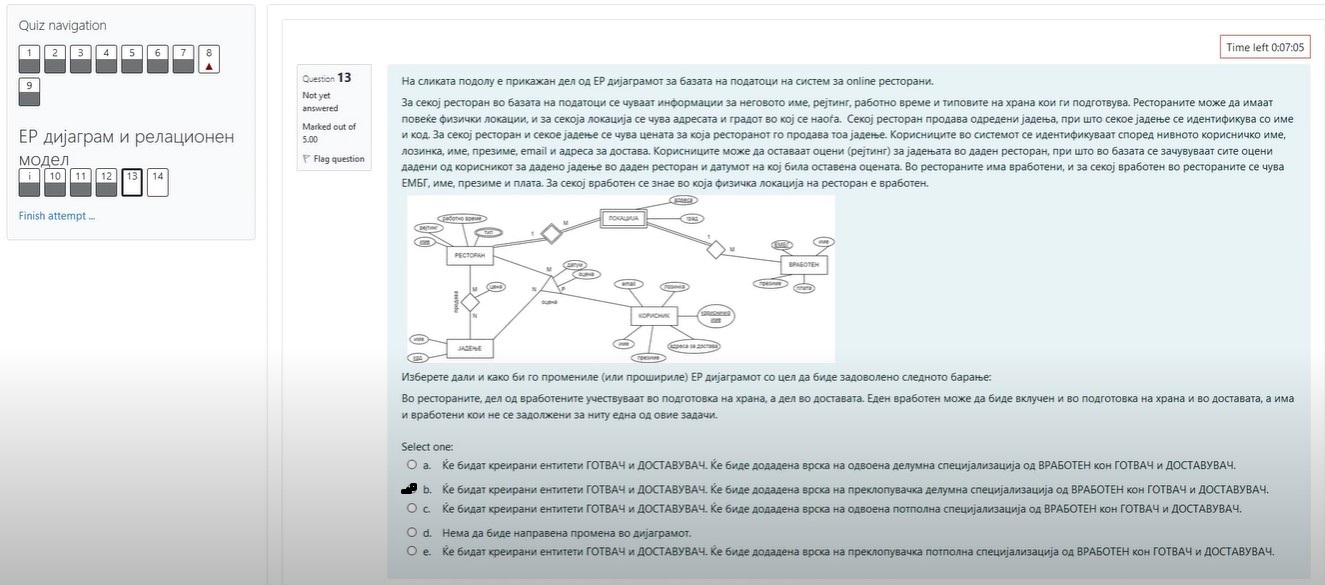 Quiz navigation
1 2 3 4 5 6 7 8
9
ЕР дијаграм и релационен
модел
i 10 11 12 13 14
Finish attempt ...
Time left 0:07:05
Question 13
Not yet
answered
Marked out of
5.00
Flag question
На сликата подолу е прикажан дел од ЕР дијаграмот за базата на податоци на систем за online ресторани.
За секој ресторан во базата на податоци се чуваат информации за неговото име, рејтинг, работно време и типовите на храна кои ги подготвува. Рестораните може да имаат
повеќе физички локации, и за секоја локација се чува адресата и градот во кој се наоѓа. Секој ресторан продава одредени јадења, при што секое јадење се идентификува со име
и код. За секој ресторан и секое јадење се чува цената за која ресторанот го продава тоа јадење. Корисниците во системот се идентификуваат според нивното корисничко име,
лозинка, име, презиме, email и адреса за достава. Корисниците може да оставаат оцени (рејтинг) за јадењата во даден ресторан, при што во базата се зачувуваат сите оцени
дадени од корисникот за дадено јадење во даден ресторан и датумот на кој била оставена оцената. Во рестораните има вработени, и за секој вработен во рестораните се чува
ЕМБГ, име, презиме и плата. За секој вработен се знае во која физичка локација на ресторан е вработен.
адреса
работно време
ЛОКАЦИЈА
град
рејтинг
тип
M
1
име
1
ЕМБГ
име
РЕСТОРАН
M
ВРАБОТЕН
M
датум
оцена
презиме
плата
цена
M
N
P
email
лозинка
продава
оцена
N
КОРИСНИК
корисничко
име
име
ЈАДЕЊЕ
код
име
презиме
адреса за достава
Изберете дали и како би го промениле (или прошириле) ЕР дијаграмот со цел да биде задоволено следното барање:
Во рестораните, дел од вработените учествуваат во подготовка на храна, а дел во доставата. Еден вработен може да биде вклучен и во подготовка на храна и во доставата, а има
и вработени кои не се задолжени за ниту една од овие задачи.
Select one:
a. Ќе бидат креирани ентитети ГОТВАЧ и ДОСТАВУВАЧ. Ќе биде додадена врска на одвоена делумна специјализација од ВРАБОТЕН кон ГОТВАЧ и ДОСТАВУВАЧ.
b. Ќе бидат креирани ентитети ГОТВАЧ и ДОСТАВУВАЧ. Ќе биде додадена врска на преклопувачка делумна специјализација од ВРАБОТЕН кон ГОТВАЧ и ДОСТАВУВАЧ.
c. Ќе бидат креирани ентитети ГОТВАЧ и ДОСТАВУВАЧ. Ќе биде додадена врска на одвоена потполна специјализација од ВРАБОТЕН кон ГОТВАЧ и ДОСТАВУВАЧ.
d. Нема да биде направена промена во дијаграмот.
e. Ќе бидат креирани ентитети ГОТВАЧ и ДОСТАВУВАЧ. Ќе биде додадена врска на преклопувачка потполна специјализација од ВРАБОТЕН кон ГОТВАЧ и ДОСТАВУВАЧ.